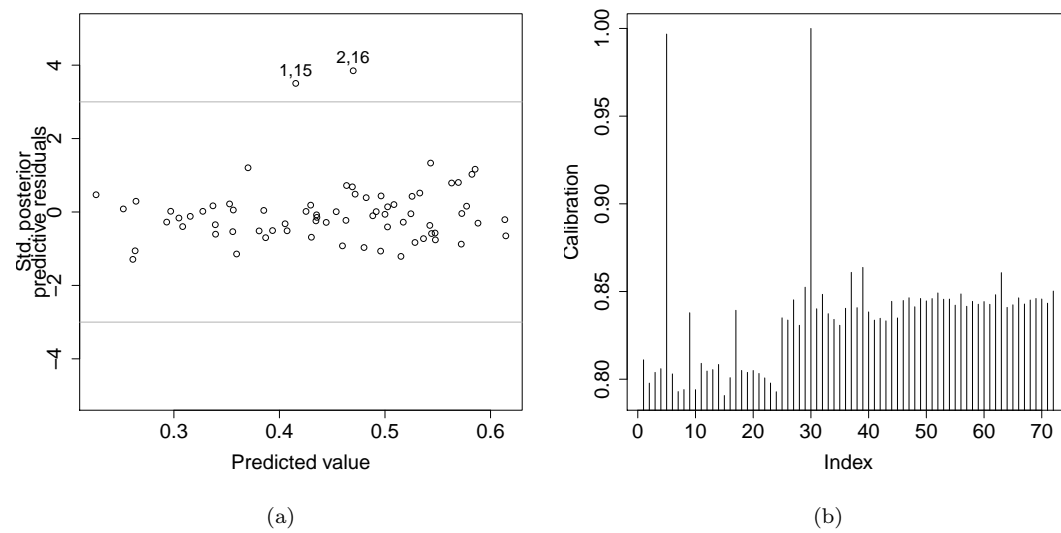 4
2
0
−2
−4
Std. posterior
predictive residuals
1,15
2,16
0.3 0.4 0.5 0.6
Predicted value
(a)
1.00
0.95
0.90
0.85
0.80
Calibration
0 10 20 30 40 50 60 70
Index
(b)